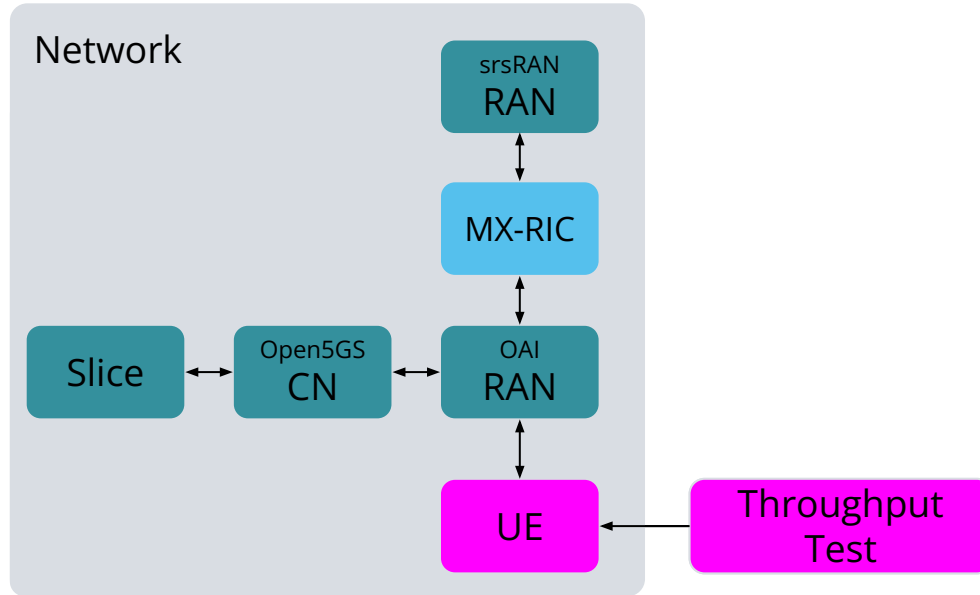 Network
srsRAN
RAN
MX-RIC
Slice
Open5GS
CN
OAI
RAN
UE
Throughput
Test